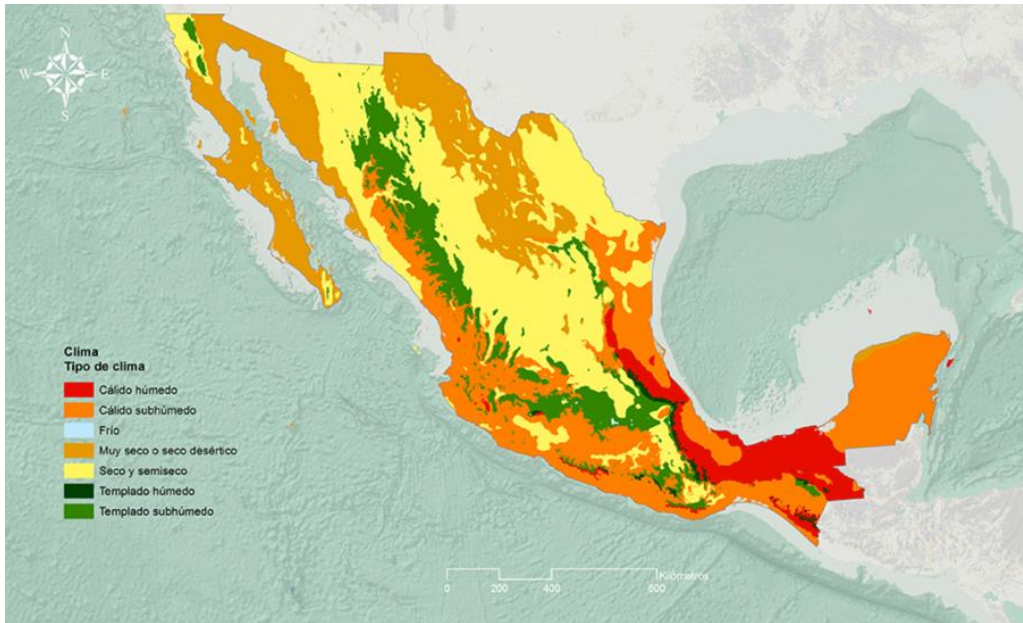 N
W E
S
Clima
Tipo de clima
Cálido húmedo
Cálido subhúmedo
Frío
Muy seco o seco desértico
Seco y semiseco
Templado húmedo
Templado subhúmedo
Kilómetros
0 200 400 600